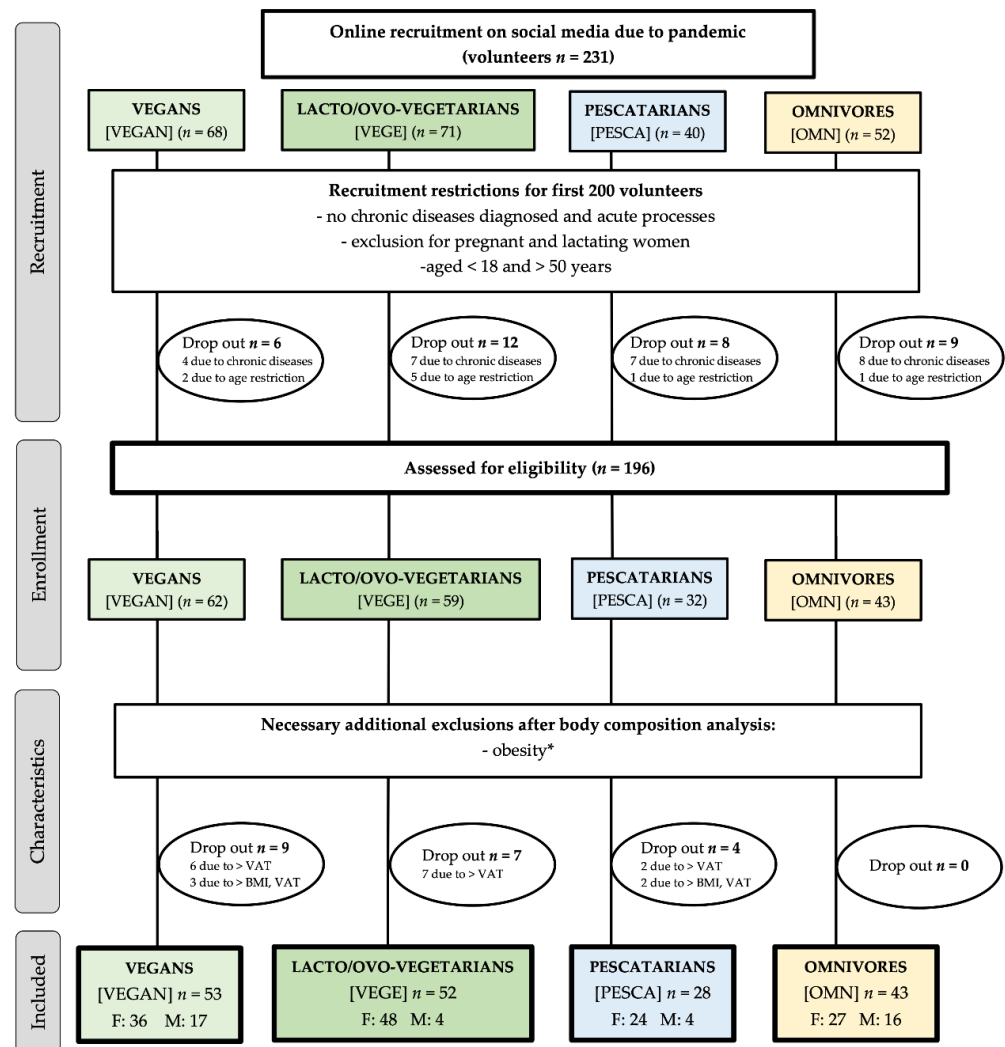 Online recruitment on social media due to pandemic
(volunteers n = 231)
VEGANS
[VEGAN] (n = 68)
LACTO/OVO-VEGETARIANS
[VEGE] (n = 71)
PESCATARIANS
[PESCA] (n = 40)
OMNIVORES
[OMN] (n = 52)
Recruitment
Recruitment restrictions for first 200 volunteers
- no chronic diseases diagnosed and acute processes
- exclusion for pregnant and lactating women
-aged < 18 and > 50 years
Drop out n = 6
4 due to chronic diseases
2 due to age restriction
Drop out n = 12
7 due to chronic diseases
5 due to age restriction
Drop out n = 8
7 due to chronic diseases
1 due to age restriction
Drop out n = 9
8 due to chronic diseases
1 due to age restriction
Assessed for eligibility (n = 196)
Enrollment
VEGANS
[VEGAN] (n = 62)
LACTO/OVO-VEGETARIANS
[VEGE] (n = 59)
PESCATARIANS
[PESCA] (n = 32)
OMNIVORES
[OMN] (n = 43)
Characteristics
Necessary additional exclusions after body composition analysis:
- obesity*
Drop out n = 9
6 due to > VAT
3 due to > BMI, VAT
Drop out n = 7
7 due to > VAT
Drop out n = 4
2 due to > VAT
2 due to > BMI, VAT
Drop out n = 0
Included
VEGANS
[VEGAN] n = 53
F: 36 M: 17
LACTO/OVO-VEGETARIANS
[VEGE] n = 52
F: 48 M: 4
PESCATARIANS
[PESCA] n = 28
F: 24 M: 4
OMNIVORES
[OMN] n = 43
F: 27 M: 16